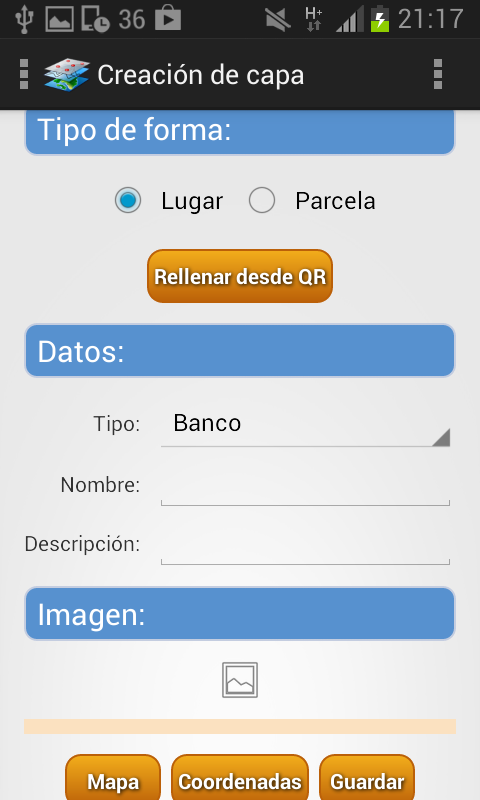 36 H+ 21:17
Creación de capa
Tipo de forma:
Lugar Parcela
Rellenar desde QR
Datos:
Tipo: Banco
Nombre:
Descripción:
Imagen:
Mapa Coordenadas Guardar